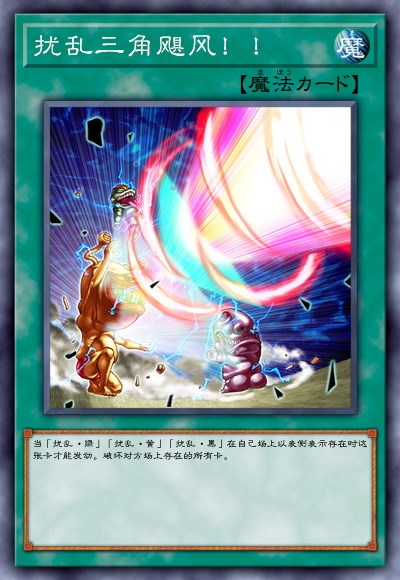 扰乱三角飓风！！
魔
【魔法カード】
ま ほう
当「扰乱·绿」「扰乱·黄」「扰乱·黑」在自己场上以表侧表示存在时这
张卡才能发动。破坏对方场上存在的所有卡。